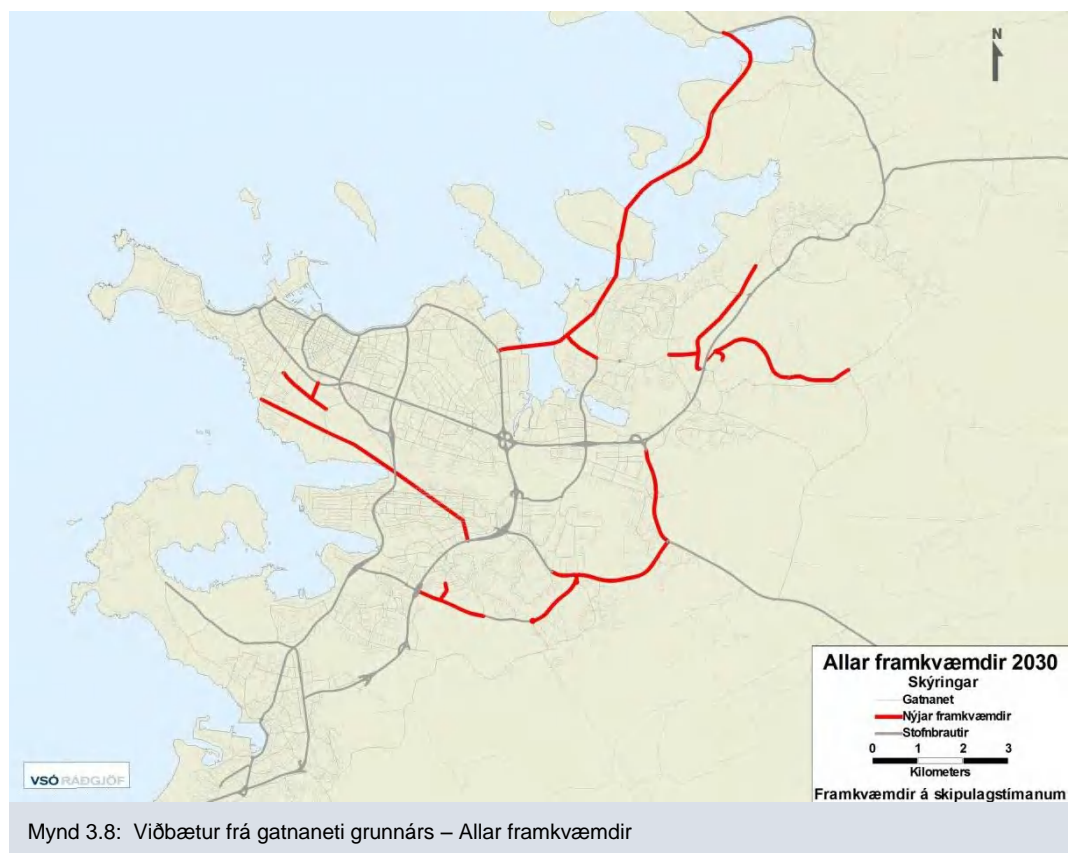 N
Allar framkvæmdir 2030
Skýringar
Gatnanet
Nýjar framkvæmdir
Stofnbrautir
0 1 2 3
Kilometers
Framkvæmdir á skipulagstímanum
VSÓ RÁÐGJÖF
Mynd 3.8: Viðbætur frá gatnaneti grunnárs – Allar framkvæmdir